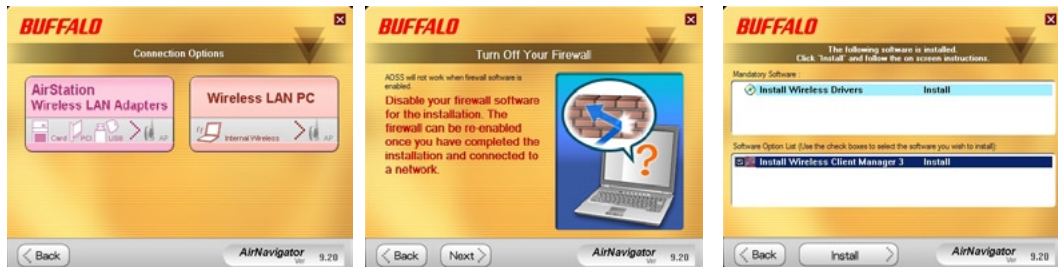 BUFFALO
Connection Options
AirStation
Wireless LAN Adapters
Card PCI USB AP
Wireless LAN PC
Internal Wireless AP
Back
AirNavigator
Ver 9.20
BUFFALO
Turn Off Your Firewall
AOSS will not work when firewall software is
enabled.
Disable your firewall software
for the installation. The
firewall can be re-enabled
once you have completed the
installation and connected to
a network.
?
Back Next
AirNavigator
Ver 9.20
BUFFALO
The following software is installed.
Click "Install" and follow the on screen instructions.
Mandatory Software :
Install Wireless Drivers Install
Software Option List (Use the check boxes to select the software you wish to install):
Install Wireless Client Manager 3 Install
Back Install
AirNavigator
Ver 9.20